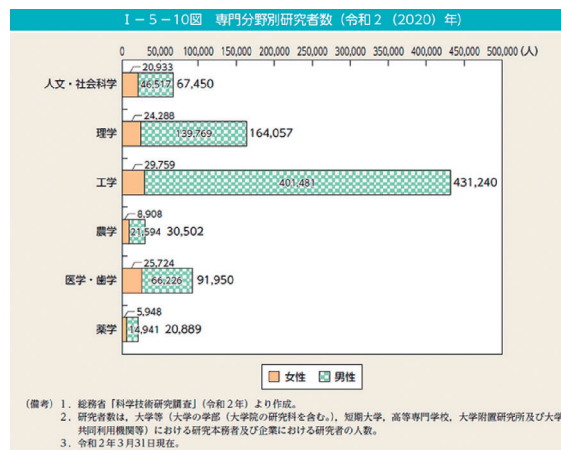 Ⅰ－5－10図 専門分野別研究者数（令和2（2020）年）
0 50,000 100,000 150,000 200,000 250,000 300,000 350,000 400,000 450,000 500,000 (人)
20,933
人文・社会科学 46,517 67,450
24,288
理学 139,769 164,057
29,759
工学 401,481 431,240
8,908
農学 21,594 30,502
25,724
医学・歯学 66,226 91,950
5,948
薬学 14,941 20,889
女性 男性
（備考）1．総務省「科学技術研究調査」（令和2年）より作成。
2．研究者数は，大学等（大学の学部（大学院の研究科を含む。），短期大学，高等専門学校，大学附置研究所及び大学
共同利用機関等）における研究本務者及び企業における研究者の人数。
3．令和2年3月31日現在。